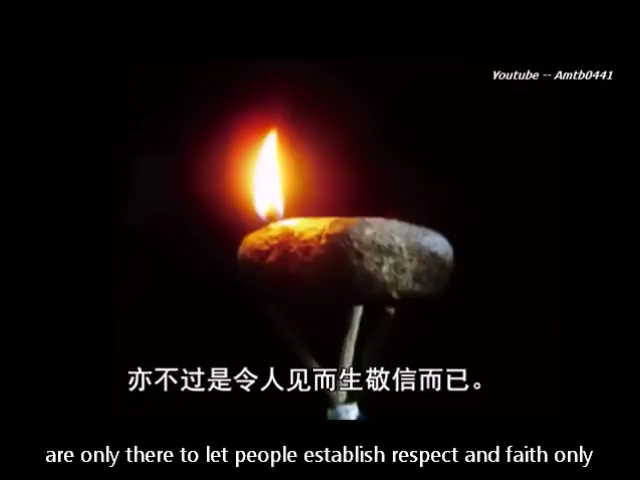 Youtube -- Amtb0441
亦不过是令人见而生敬信而已。
are only there to let people establish respect and faith only